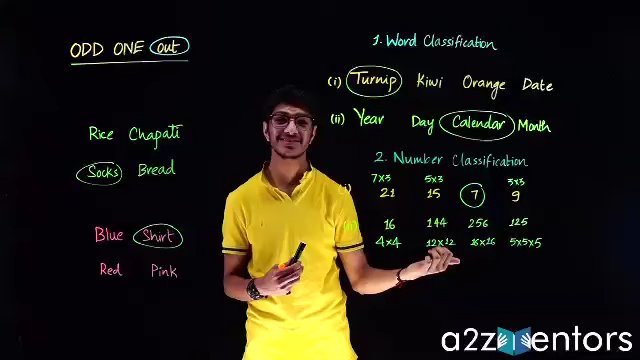 ODD ONE out
Rice Chapati
Socks Bread
Blue Shirt
Red Pink
1. Word Classification
(i) Turnip Kiwi Orange Date
(ii) Year Day Calendar Month
2. Number Classification
7×3 5×3 3×3
21 15 7 9
16 144 256 125
4×4 12×12 16×16 5×5×5
a2zmentors